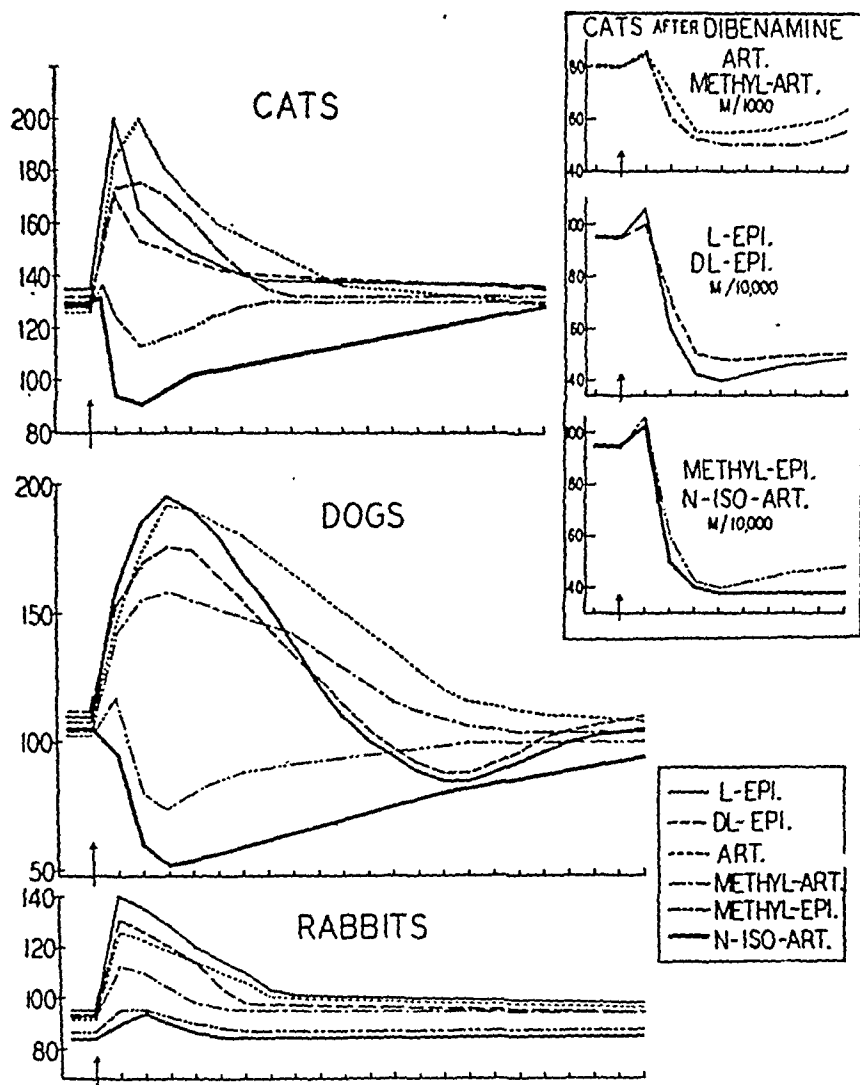 CATS
200
180
160
140
120
100
80
CATS AFTER DIBENAMINE
ART.
METHYL-ART.
M/1000
80
60
40
L-EPI.
DL-EPI.
M/10,000
100
80
60
40
METHYL-EPI.
N-ISO-ART.
M/10,000
100
80
60
40
DOGS
200
150
100
50
L-EPI.
DL-EPI.
ART.
METHYL-ART.
METHYL-EPI.
N-ISO-ART.
RABBITS
140
120
100
80